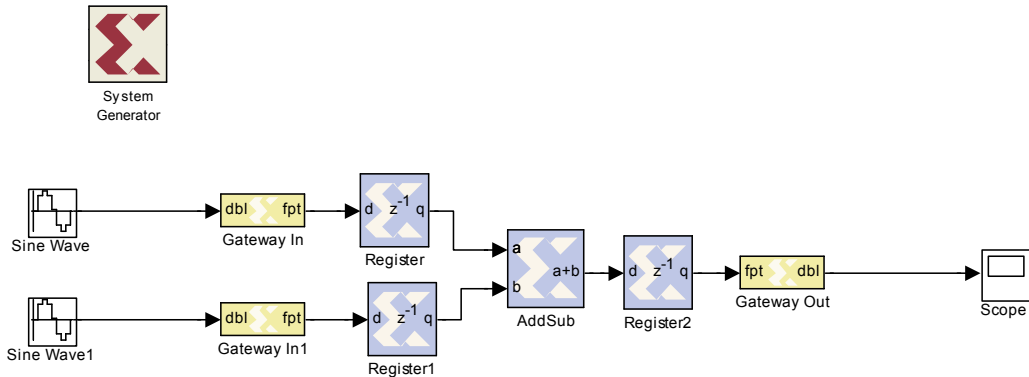 System
Generator
Sine Wave
dbl fpt
Gateway In
d z-1 q
Register
Sine Wave1
dbl fpt
Gateway In1
d z-1 q
Register1
a
b
a+b
AddSub
d z-1 q
Register2
fpt dbl
Gateway Out
Scope